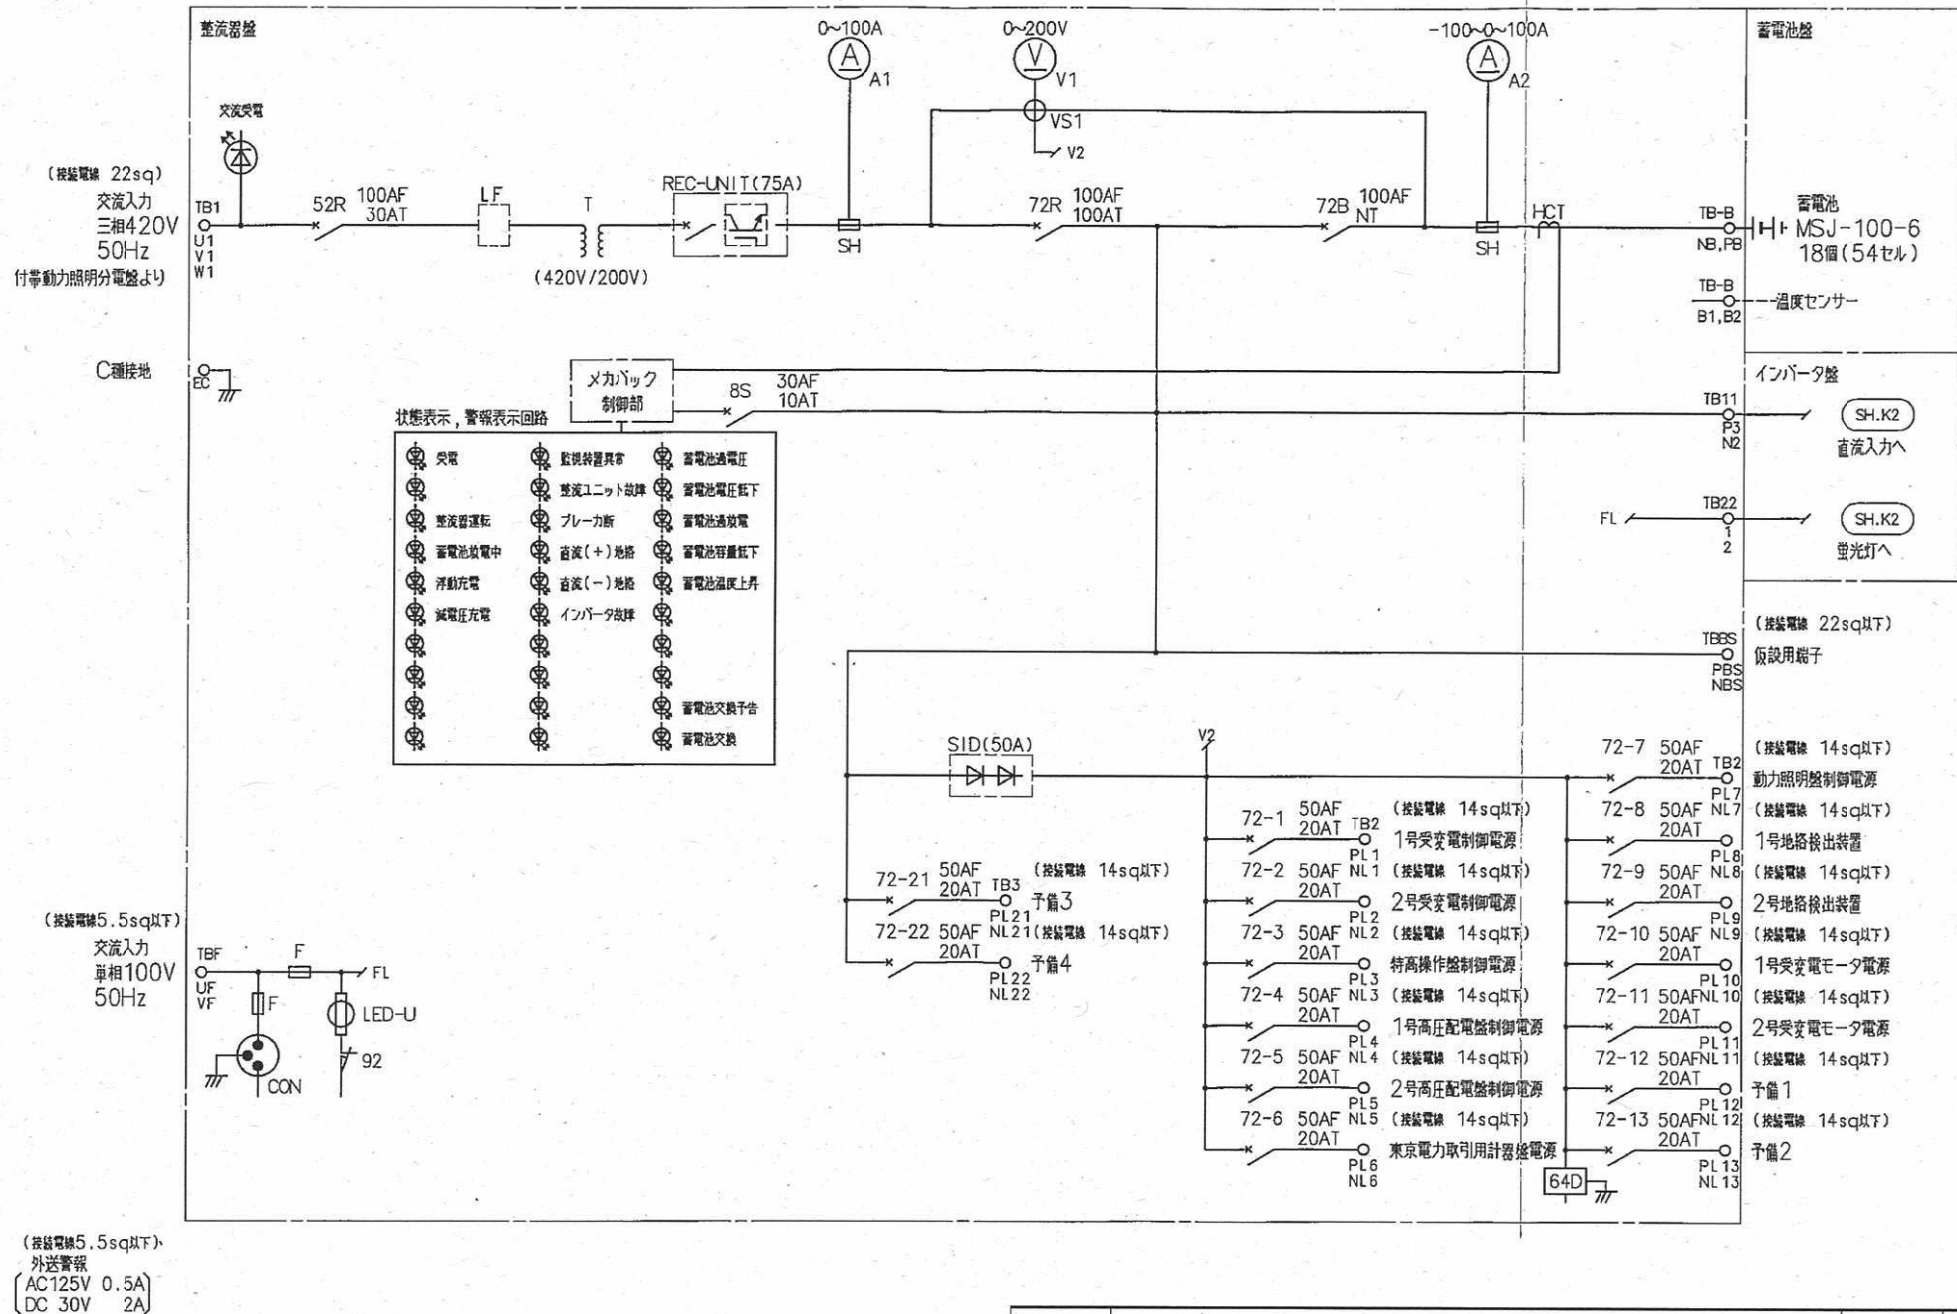 整流器盤
0~100A
A
A1
0~200V
V
V1
VS1
V2
-100~0~100A
A
A2
蓄電池盤
交流受電
(接続電線 22sq)
交流入力
三相420V
50Hz
付帯動力照明分電盤より
TB1
U1
V1
W1
52R
100AF
30AT
LF
T
(420V/200V)
REC-UNIT(75A)
SH
72R
100AF
100AT
72B
100AF
NT
SH
HCT
TB-B
NB,PB
蓄電池
MSJ-100-6
18個(54セル)
TB-B
B1,B2
温度センサー
C種接地
EC
メカパック
制御部
8S
30AF
10AT
インバータ盤
TB11
P3
N2
SH.K2
直流入力へ
FL
TB22
1
2
SH.K2
蛍光灯へ
状態表示,警報表示回路
受電
監視装置異常
蓄電池過電圧
整流ユニット故障
蓄電池電圧低下
整流器運転
ブレーカ断
蓄電池過放電
蓄電池放電中
直流(+)地絡
蓄電池容量低下
浮動充電
直流(-)地絡
蓄電池温度上昇
減電圧充電
インバータ故障
蓄電池交換予告
蓄電池交換
(接続電線 22sq以下)
TBBS
PBS
NBS
仮設用端子
SID(50A)
V2
72-21
50AF
20AT
TB3
PL21
NL21
(接続電線 14sq以下)
予備3
72-22
50AF
20AT
PL22
NL22
(接続電線 14sq以下)
予備4
72-1
50AF
20AT
TB2
PL1
NL1
(接続電線 14sq以下)
1号受変電制御電源
72-2
50AF
20AT
PL2
NL2
(接続電線 14sq以下)
2号受変電制御電源
72-3
50AF
20AT
PL3
NL3
(接続電線 14sq以下)
特高操作盤制御電源
72-4
50AF
20AT
PL4
NL4
(接続電線 14sq以下)
1号高圧配電盤制御電源
72-5
50AF
20AT
PL5
NL5
(接続電線 14sq以下)
2号高圧配電盤制御電源
72-6
50AF
20AT
PL6
NL6
(接続電線 14sq以下)
東京電力取引用計器盤電源
72-7
50AF
20AT
TB2
PL7
NL7
(接続電線 14sq以下)
動力照明盤制御電源
72-8
50AF
20AT
PL8
NL8
(接続電線 14sq以下)
1号地絡検出装置
72-9
50AF
20AT
PL9
NL9
(接続電線 14sq以下)
2号地絡検出装置
72-10
50AF
20AT
PL10
NL10
(接続電線 14sq以下)
1号受変電モータ電源
72-11
50AF
20AT
PL11
NL11
(接続電線 14sq以下)
2号受変電モータ電源
72-12
50AF
20AT
PL12
NL12
(接続電線 14sq以下)
予備1
72-13
50AF
20AT
PL13
NL13
(接続電線 14sq以下)
予備2
64D
(接続電線5.5sq以下)
交流入力
単相100V
50Hz
TBF
UF
VF
F
FL
F
LED-U
92
CON
(接続電線5.5sq以下)
外送警報
AC125V 0.5A
DC 30V 2A